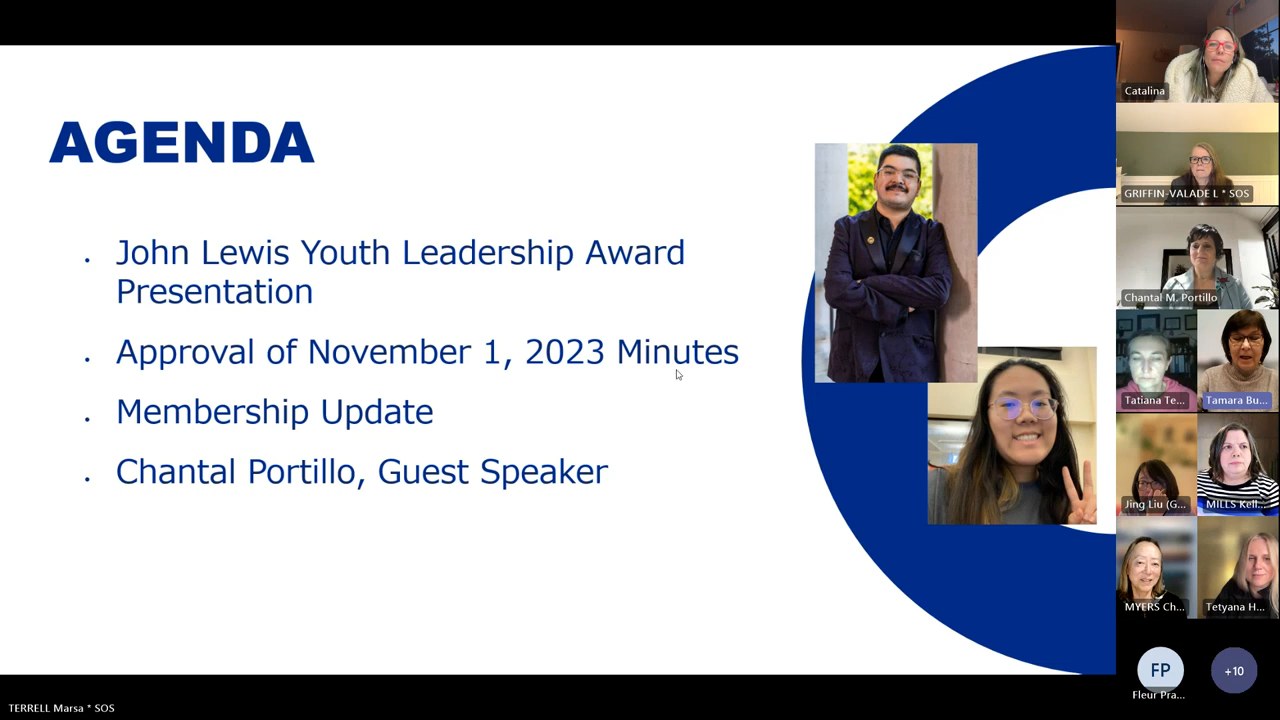 AGENDA
John Lewis Youth Leadership Award
Presentation
Approval of November 1, 2023 Minutes
Membership Update
Chantal Portillo, Guest Speaker
Catalina
GRIFFIN-VALADE L * SOS
Chantal M. Portillo
Tatiana Te...
Tamara Bu...
Jing Liu (G...
MILLS Kell...
MYERS Ch...
Tetyana H...
FP
+10
Fleur Pra...
TERRELL Marsa * SOS